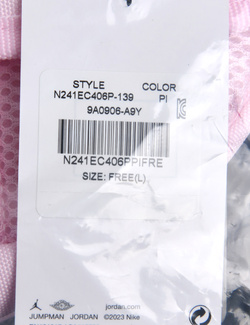 STYLE COLOR
N241EC406P-139 PI
9A0906-A9Y
N241EC406PPIFRE
SIZE: FREE(L)
jordan.com
JUMPMAN JORDAN ©2023 Nike